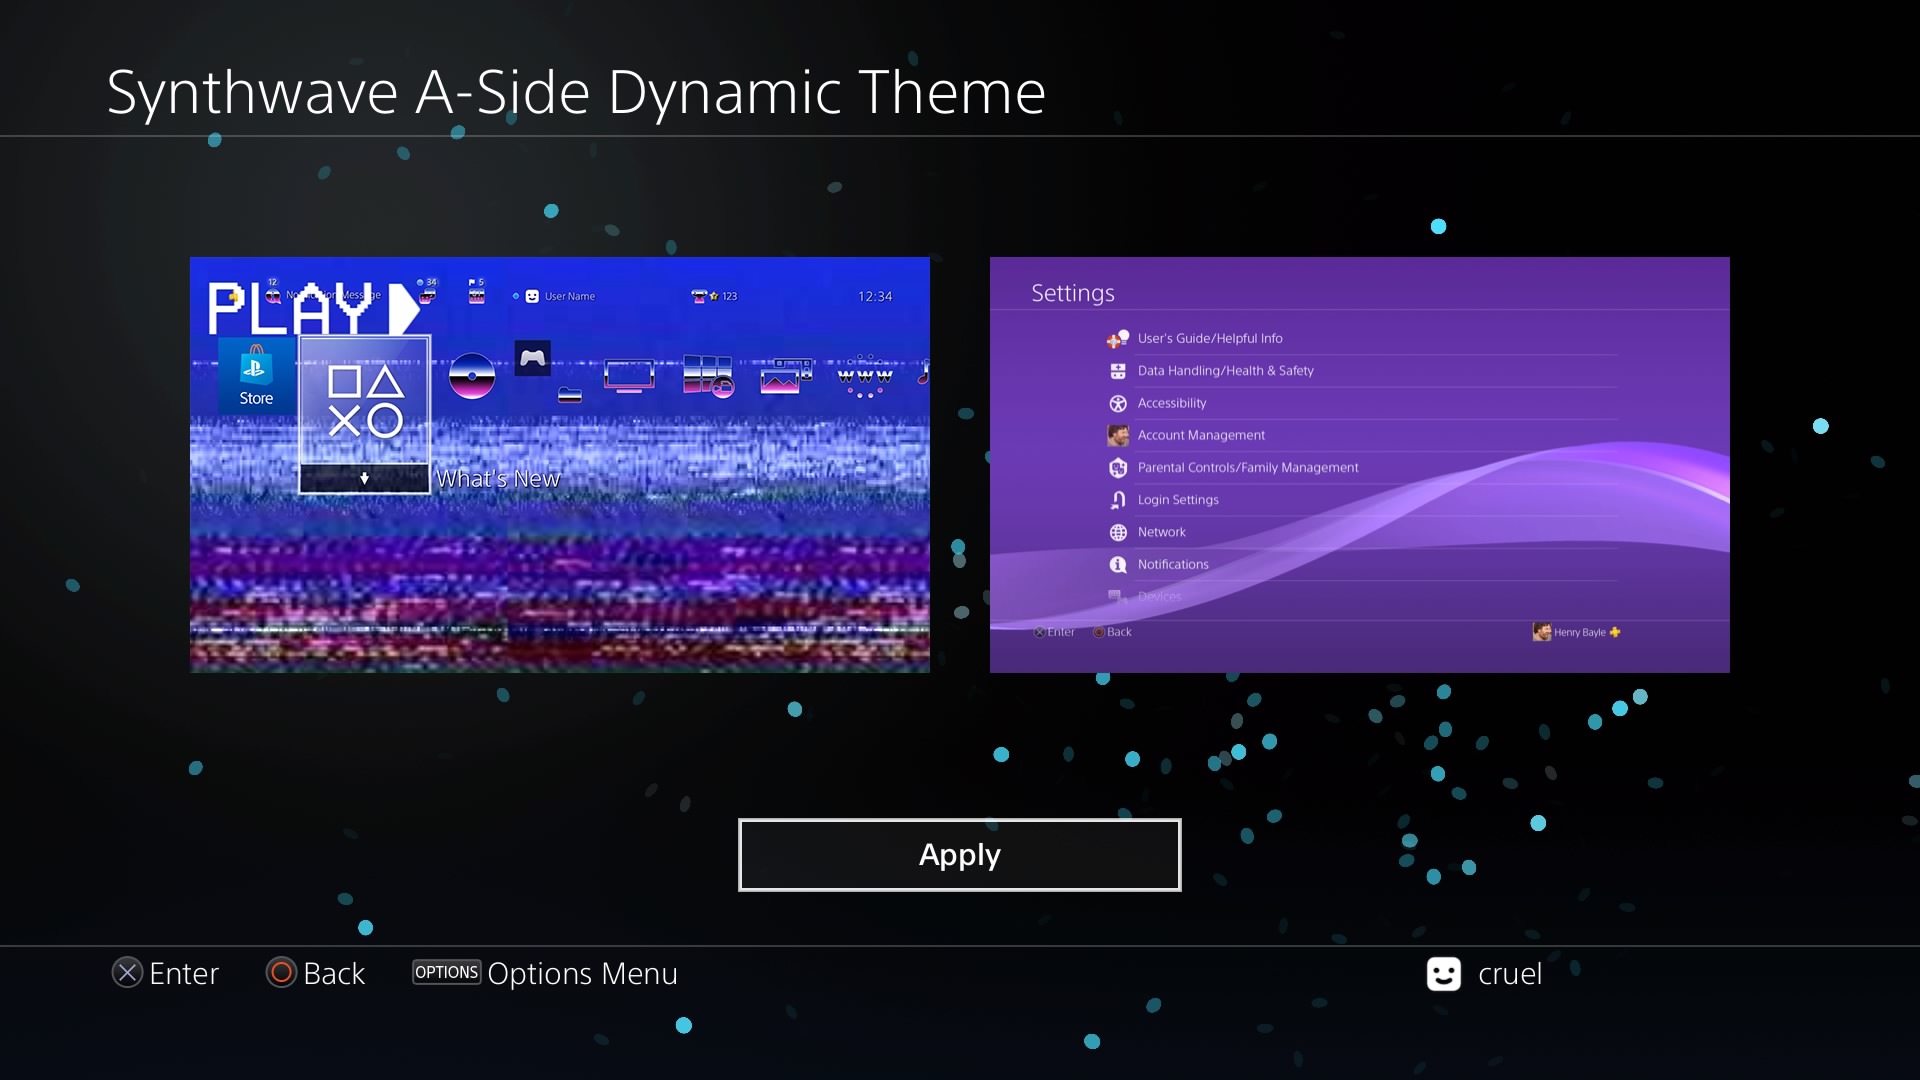 Synthwave A-Side Dynamic Theme
PLAY
12
34
5
User Name
123
12:34
Store
WWW
What's New
Settings
User's Guide/Helpful Info
Data Handling/Health & Safety
Accessibility
Account Management
Parental Controls/Family Management
Login Settings
Network
Notifications
Devices
Enter Back
Henry Bayle
Apply
Enter Back OPTIONS Options Menu
cruel